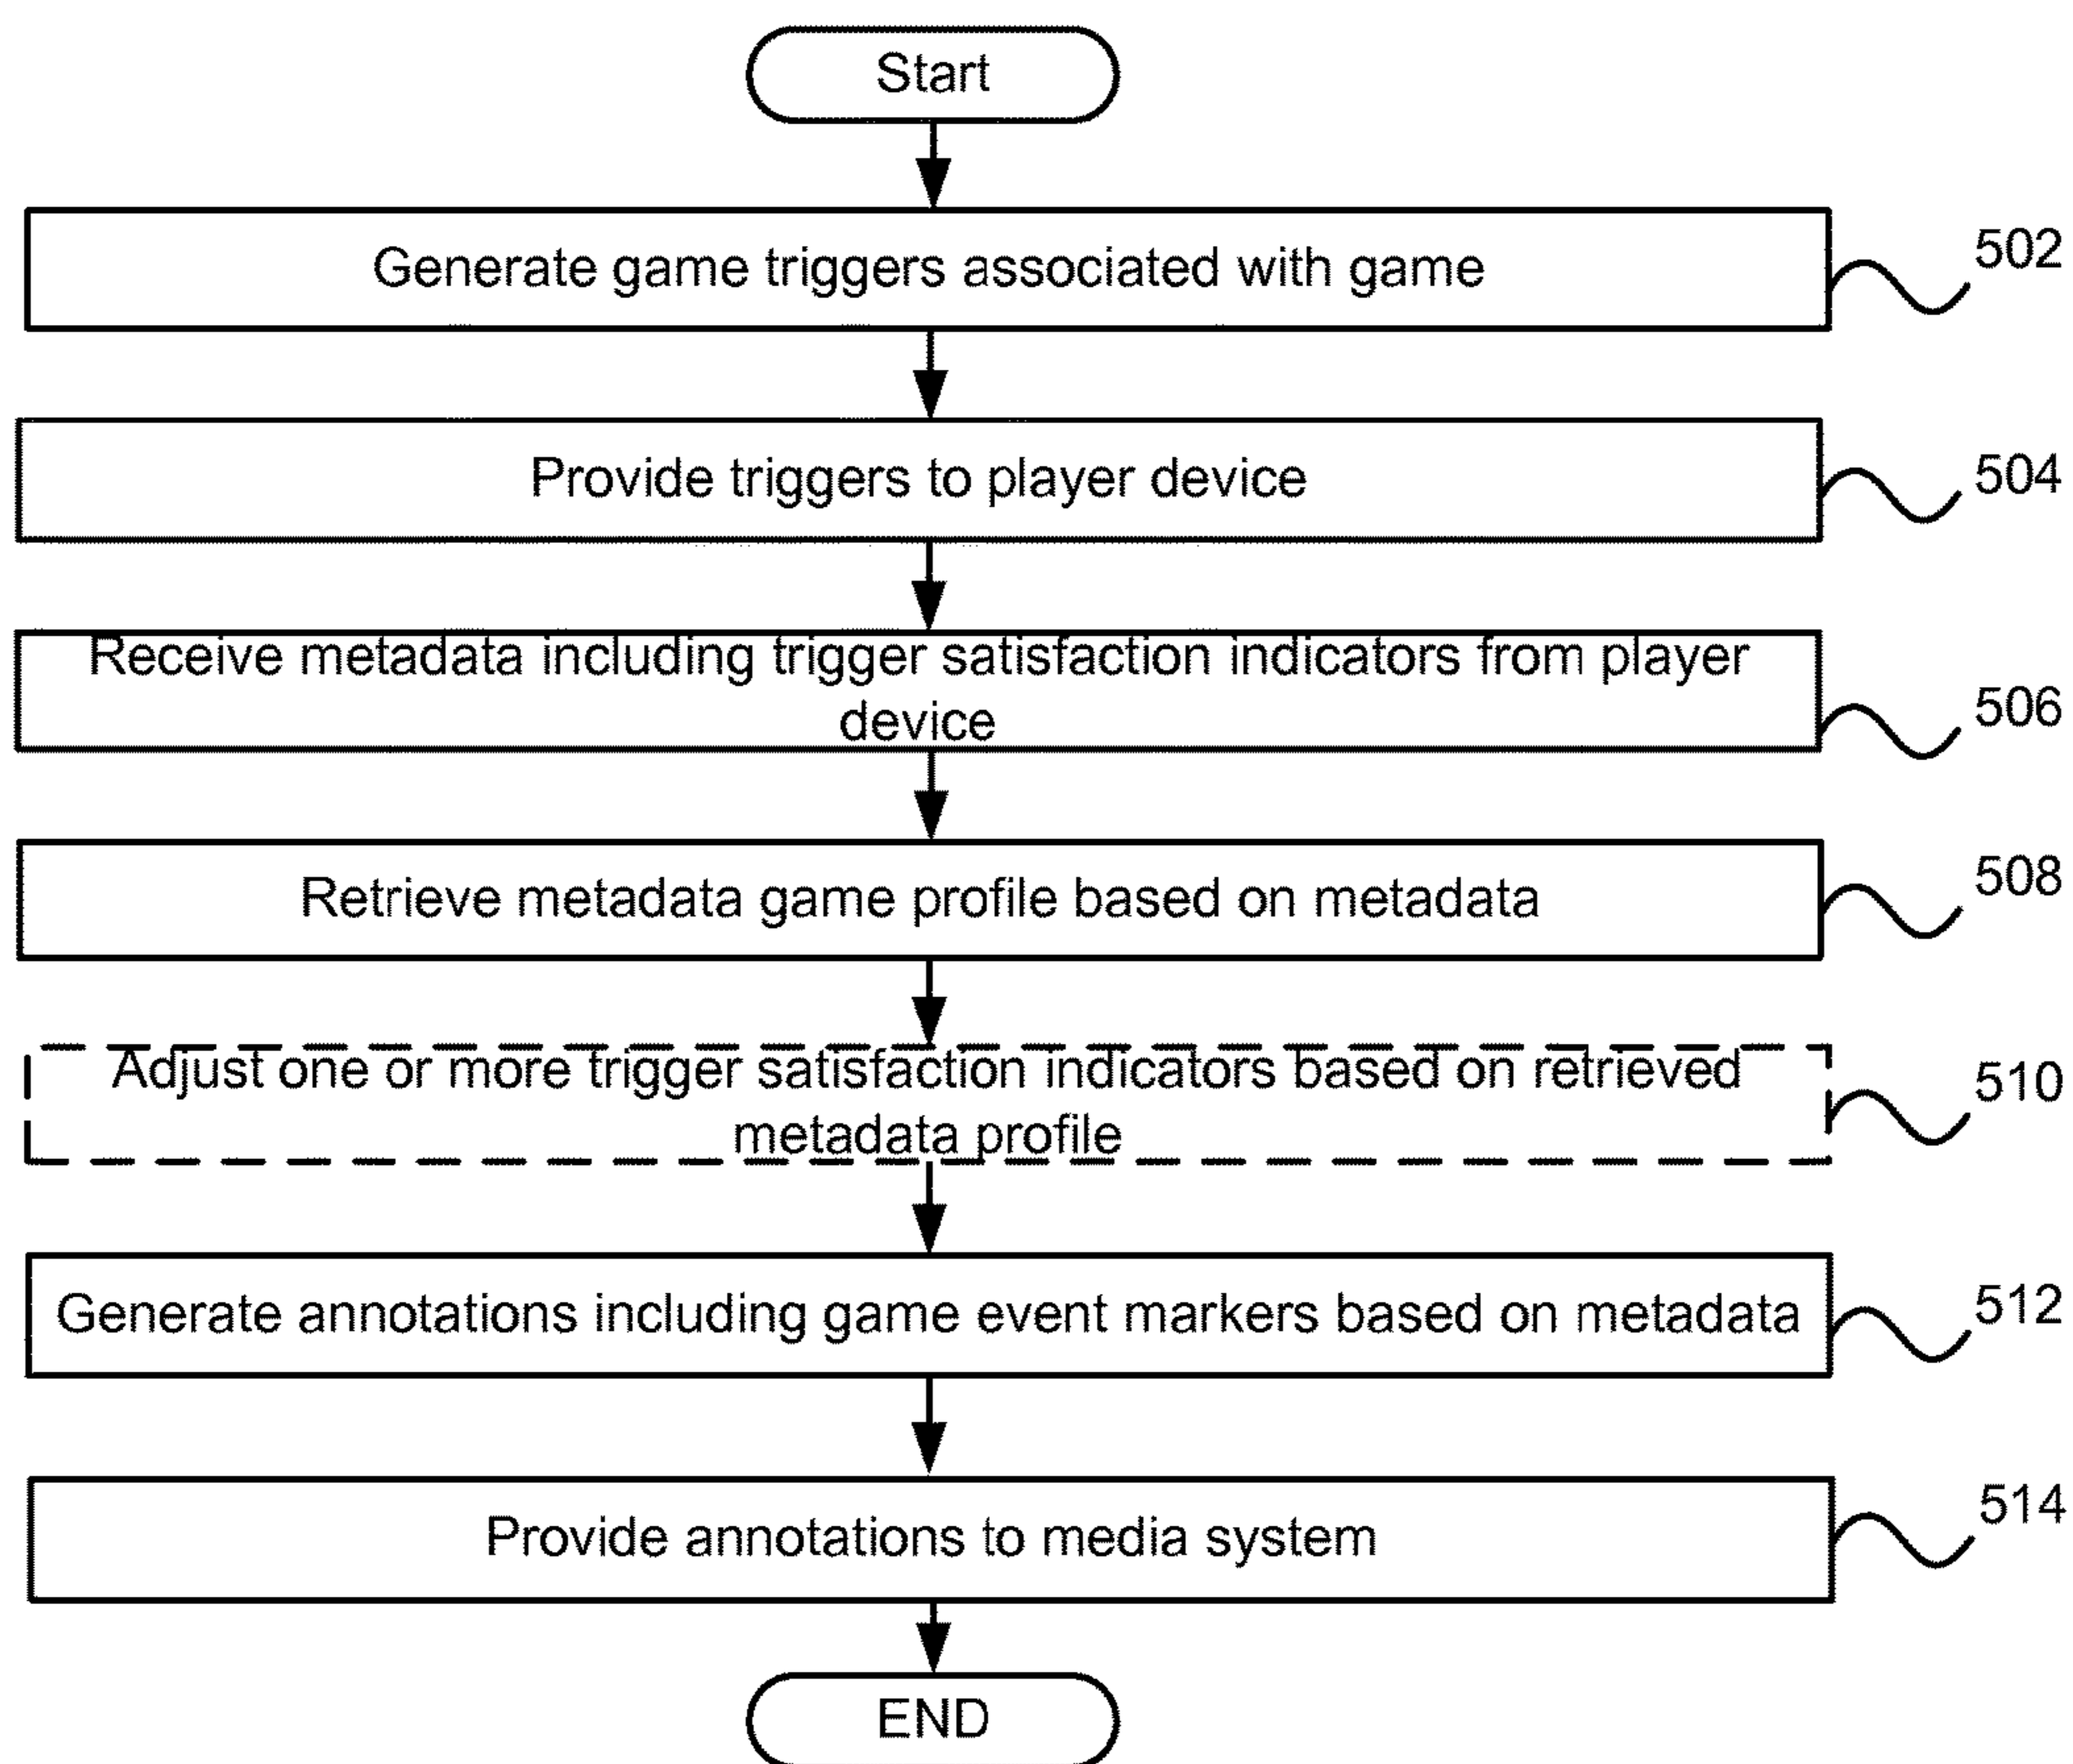 Start
Generate game triggers associated with game
502
Provide triggers to player device
504
Receive metadata including trigger satisfaction indicators from player
device
506
Retrieve metadata game profile based on metadata
508
Adjust one or more trigger satisfaction indicators based on retrieved
metadata profile
510
Generate annotations including game event markers based on metadata
512
Provide annotations to media system
514
END